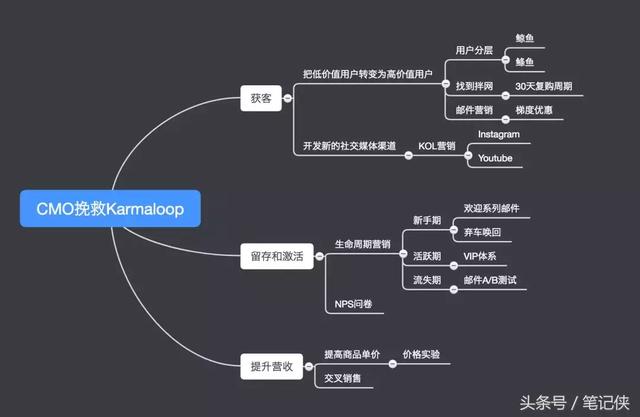 CMO挽救Karmaloop
获客
把低价值用户转变为高价值用户
用户分层
鲸鱼
鲦鱼
找到拌网
30天复购周期
邮件营销
梯度优惠
开发新的社交媒体渠道
KOL营销
Instagram
Youtube
留存和激活
生命周期营销
新手期
欢迎系列邮件
弃车唤回
活跃期
VIP体系
流失期
邮件A/B测试
NPS问卷
提升营收
提高商品单价
价格实验
交叉销售
头条号 / 笔记侠